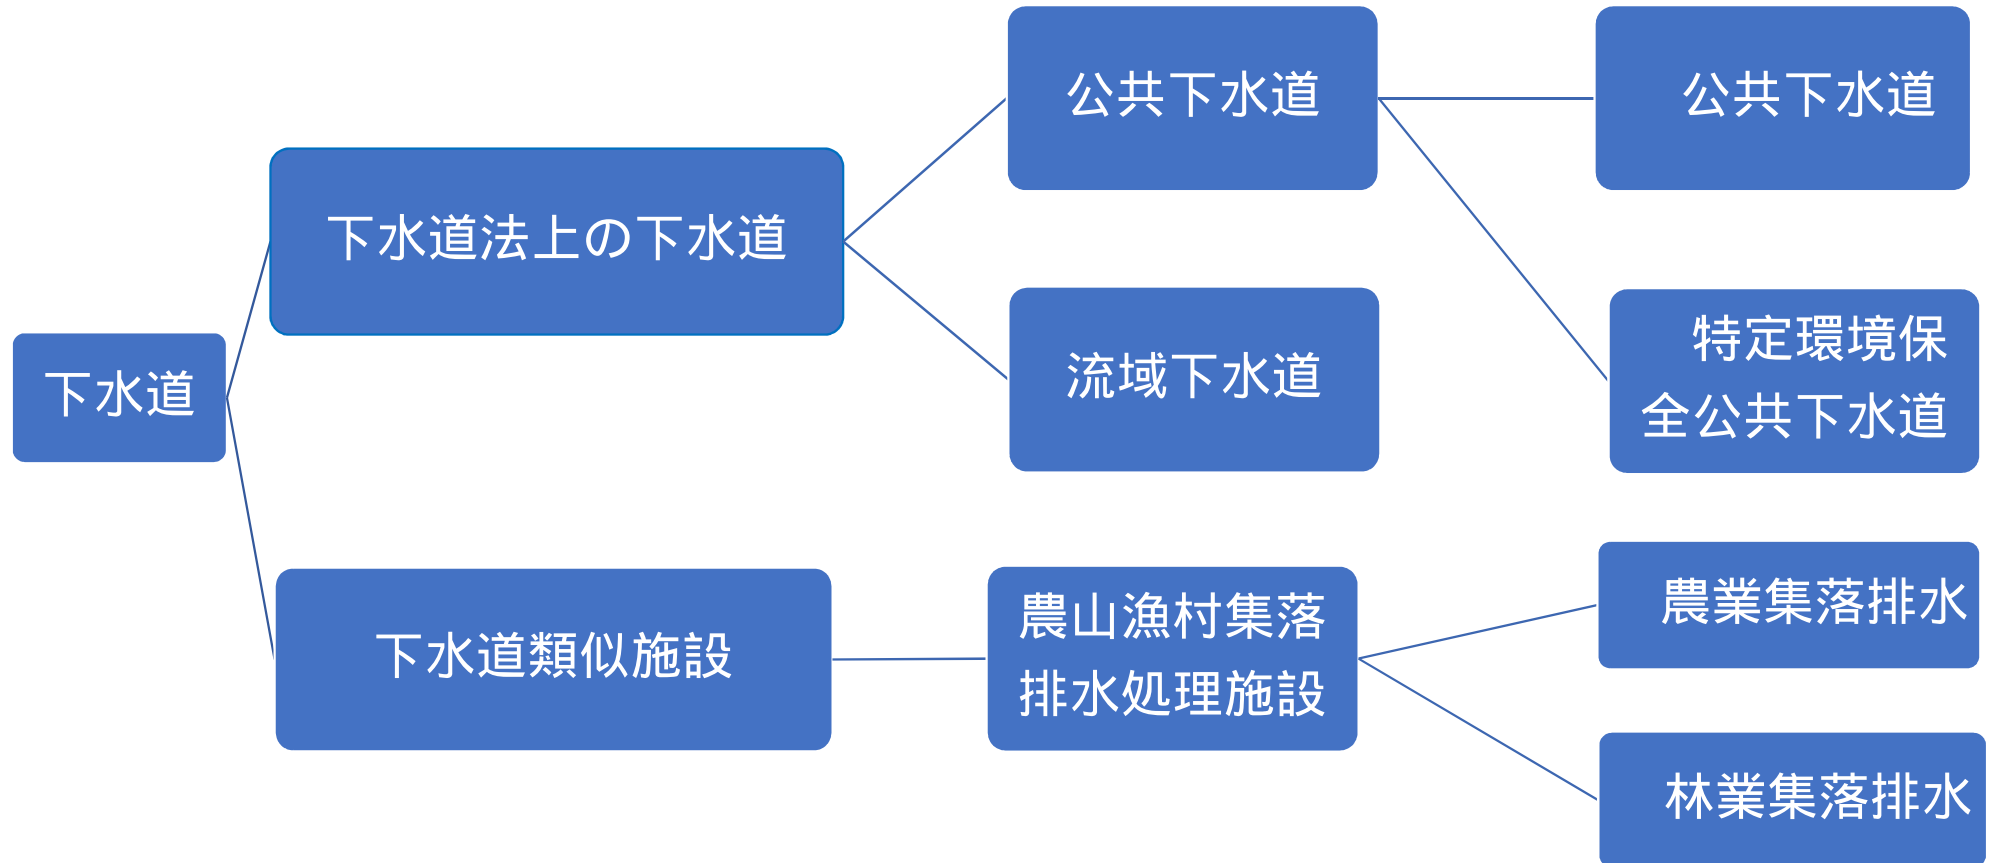 下水道
下水道法上の下水道
公共下水道
公共下水道
特定環境保
全公共下水道
流域下水道
下水道類似施設
農山漁村集落
排水処理施設
農業集落排水
林業集落排水